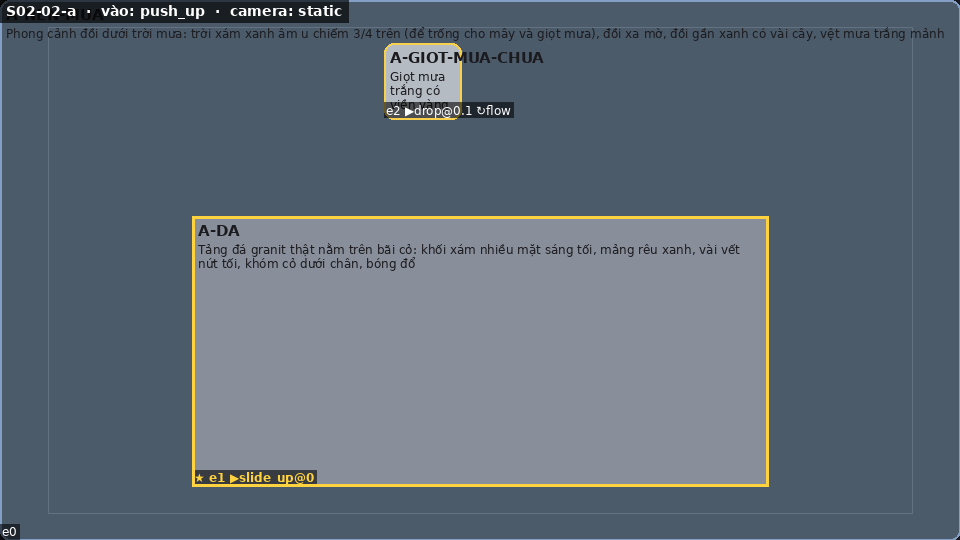 S02-02-a · vào: push_up · camera: static
Phong cảnh đồi dưới trời mưa: trời xám xanh âm u chiếm 3/4 trên (để trống cho mây và giọt mưa), đồi xa mờ, đồi gần xanh có vài cây, vệt mưa trắng mảnh
A-GIOT-MUA-CHUA
Giọt mưa
trắng có
viền vàng
e2 ▶drop@0.1 ↻flow
A-DA
Tảng đá granit thật nằm trên bãi cỏ: khối xám nhiều mặt sáng tối, mảng rêu xanh, vài vết
nứt tối, khóm cỏ dưới chân, bóng đổ
★ e1 ▶slide_up@0
e0